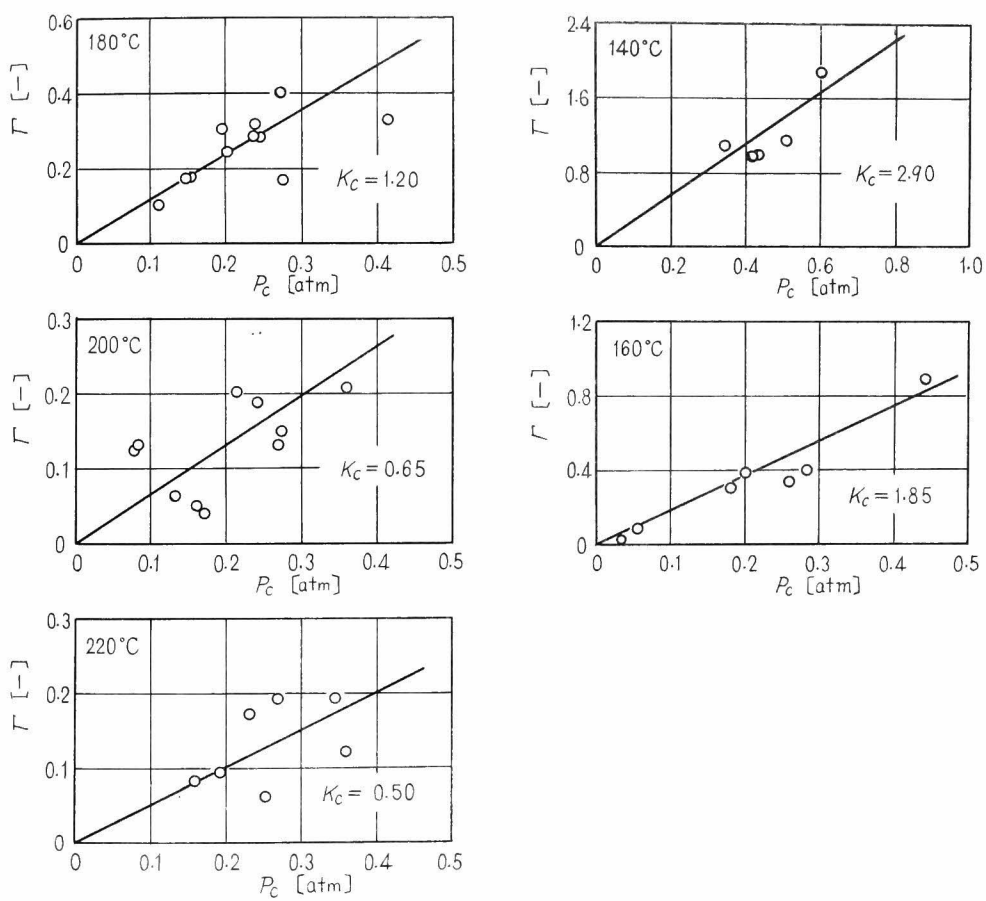 180°C
0.6
0.4
0.2
0
Γ [—]
K_C = 1.20
0 0.1 0.2 0.3 0.4 0.5
P_C [atm]
140°C
2.4
1.6
0.8
0
Γ [—]
K_C = 2.90
0 0.2 0.4 0.6 0.8 1.0
P_C [atm]
200°C
0.3
0.2
0.1
0
Γ [—]
K_C = 0.65
0 0.1 0.2 0.3 0.4 0.5
P_C [atm]
160°C
1.2
0.8
0.4
0
Γ [—]
K_C = 1.85
0 0.1 0.2 0.3 0.4 0.5
P_C [atm]
220°C
0.3
0.2
0.1
0
Γ [—]
K_C = 0.50
0 0.1 0.2 0.3 0.4 0.5
P_C [atm]